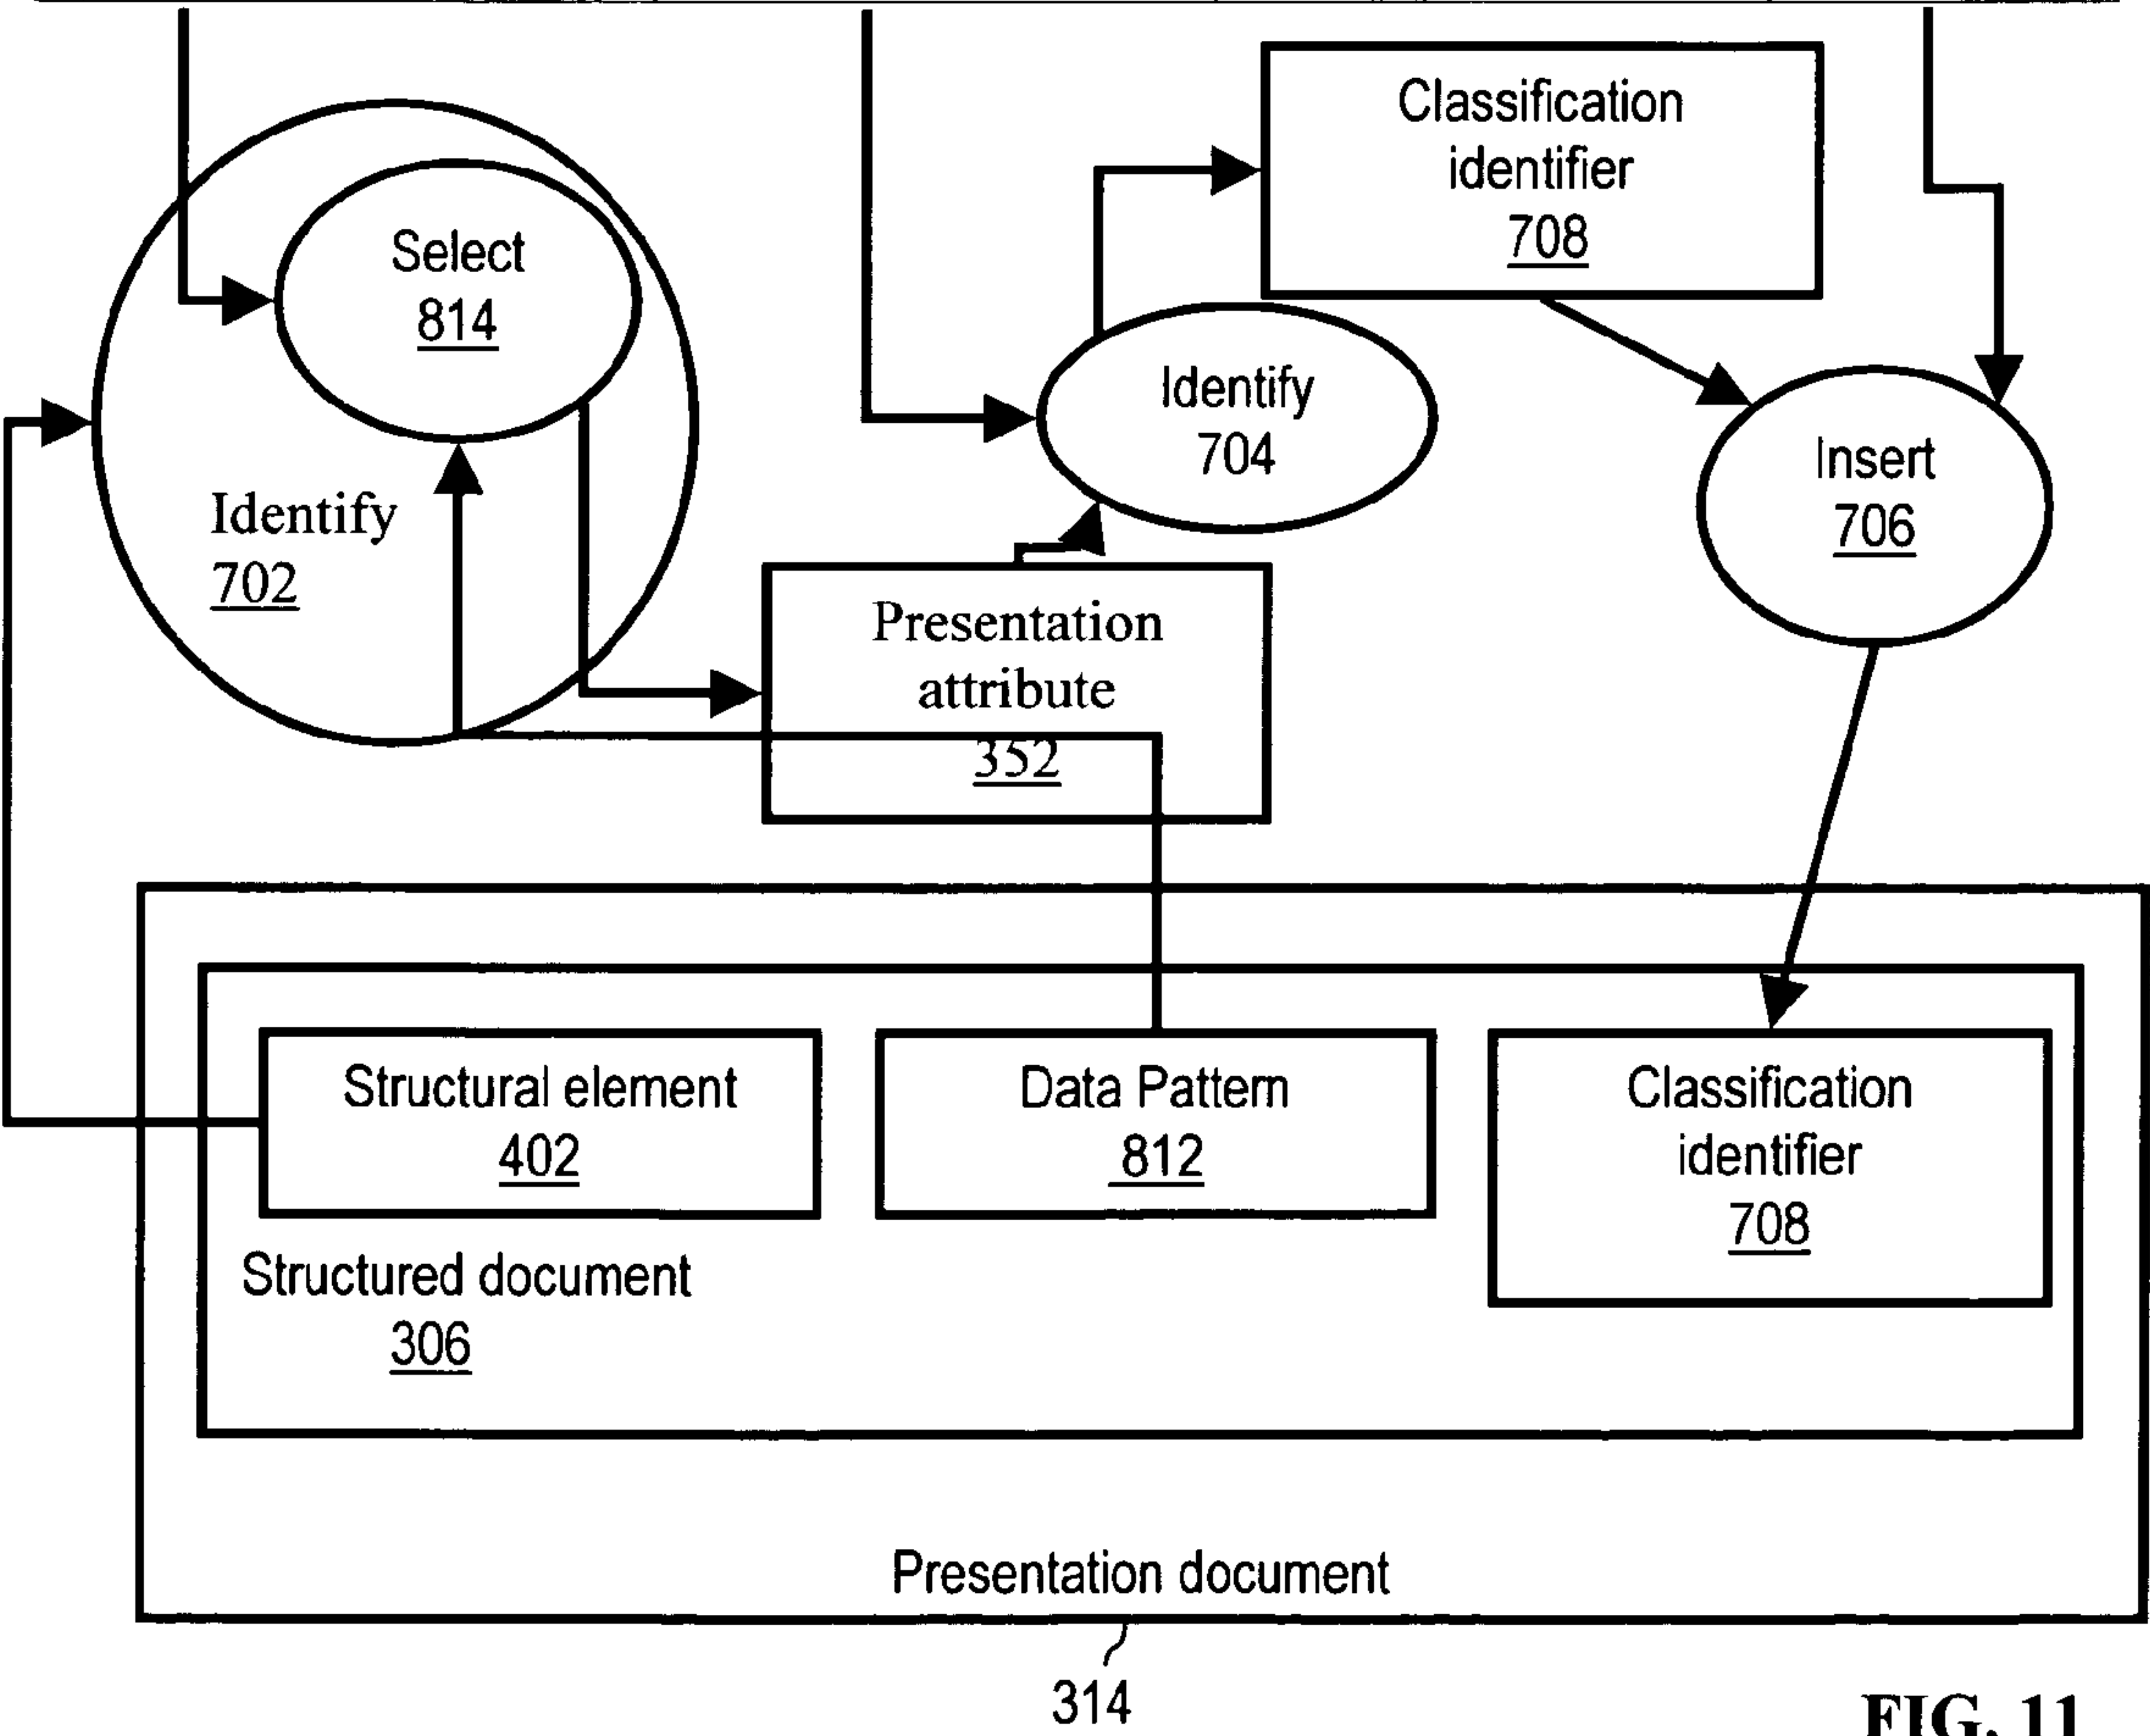 Classification
identifier
708
Select
814
Identify
704
Insert
706
Identify
702
Presentation
attribute
352
Structural element
402
Data Pattern
812
Classification
identifier
708
Structured document
306
Presentation document
314
FIG. 11